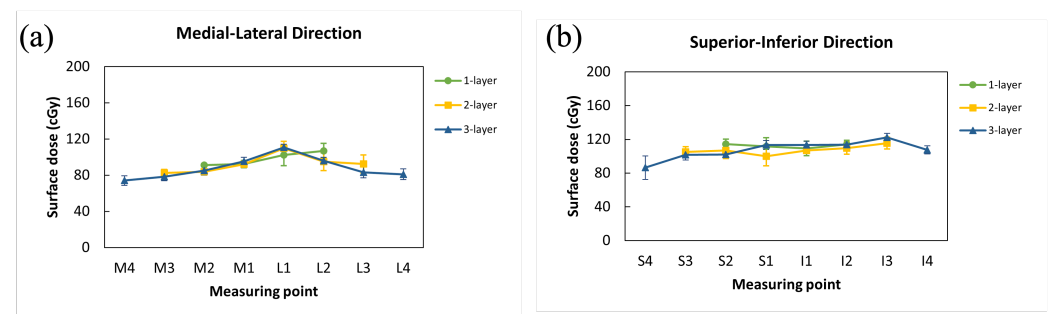 (a)
Medial-Lateral Direction
200
160
120
80
40
0
Surface dose (cGy)
M4 M3 M2 M1 L1 L2 L3 L4
Measuring point
1-layer
2-layer
3-layer
(b)
Superior-Inferior Direction
200
160
120
80
40
0
Surface dose (cGy)
S4 S3 S2 S1 I1 I2 I3 I4
Measuring point
1-layer
2-layer
3-layer